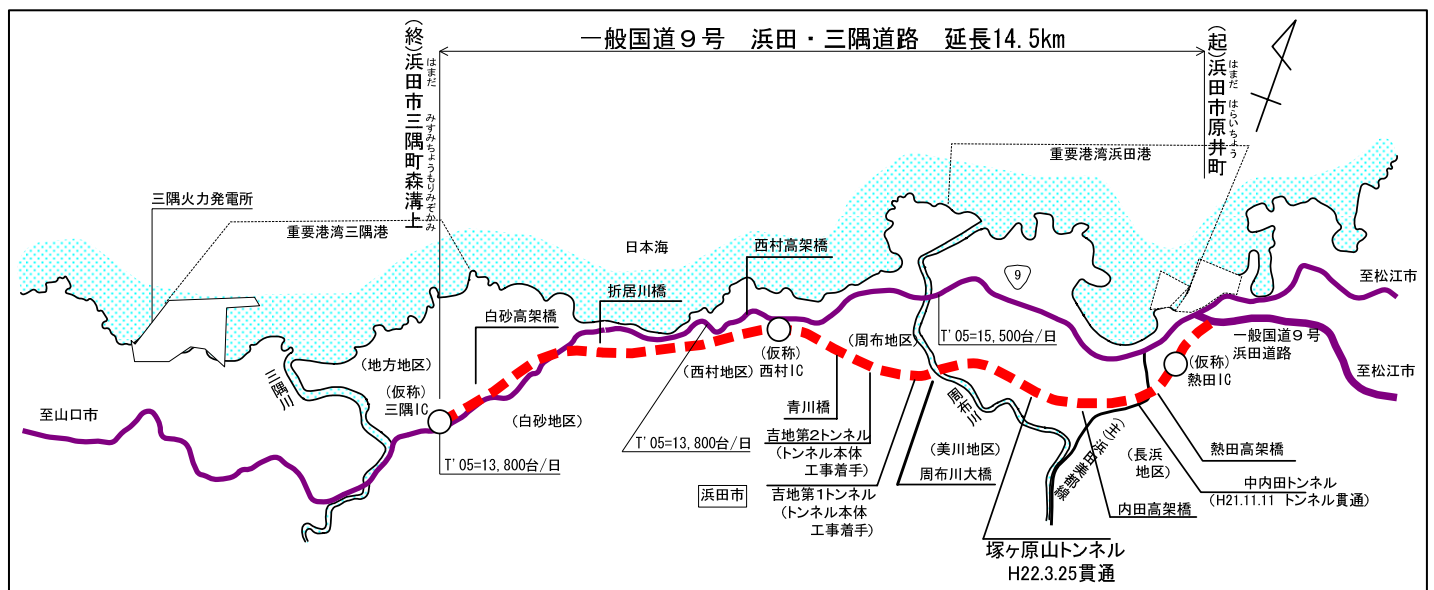 一般国道９号　浜田・三隅道路　延長14.5km
(終)浜田市三隅町森溝上
はまだ
みすみちょうもりみぞかみ
(起)浜田市原井町
はまだ
はらいちょう
重要港湾浜田港
三隅火力発電所
重要港湾三隅港
日本海
西村高架橋
9
至松江市
折居川橋
白砂高架橋
T'05=15,500台/日
一般国道９号
浜田道路
(地方地区)
(周布地区)
(仮称)
西村IC
(仮称)
熱田IC
至松江市
三隅川
(西村地区)
(仮称)
三隅IC
至山口市
(白砂地区)
青川橋
周布川
T'05=13,800台/日
T'05=13,800台/日
吉地第2トンネル
(トンネル本体
工事着手)
(美川地区)
周布川大橋
(主)浜田美都線
(長浜
地区)
熱田高架橋
浜田市
吉地第1トンネル
(トンネル本体
工事着手)
内田高架橋
中内田トンネル
(H21.11.11 トンネル貫通)
塚ヶ原山トンネル
H22.3.25貫通